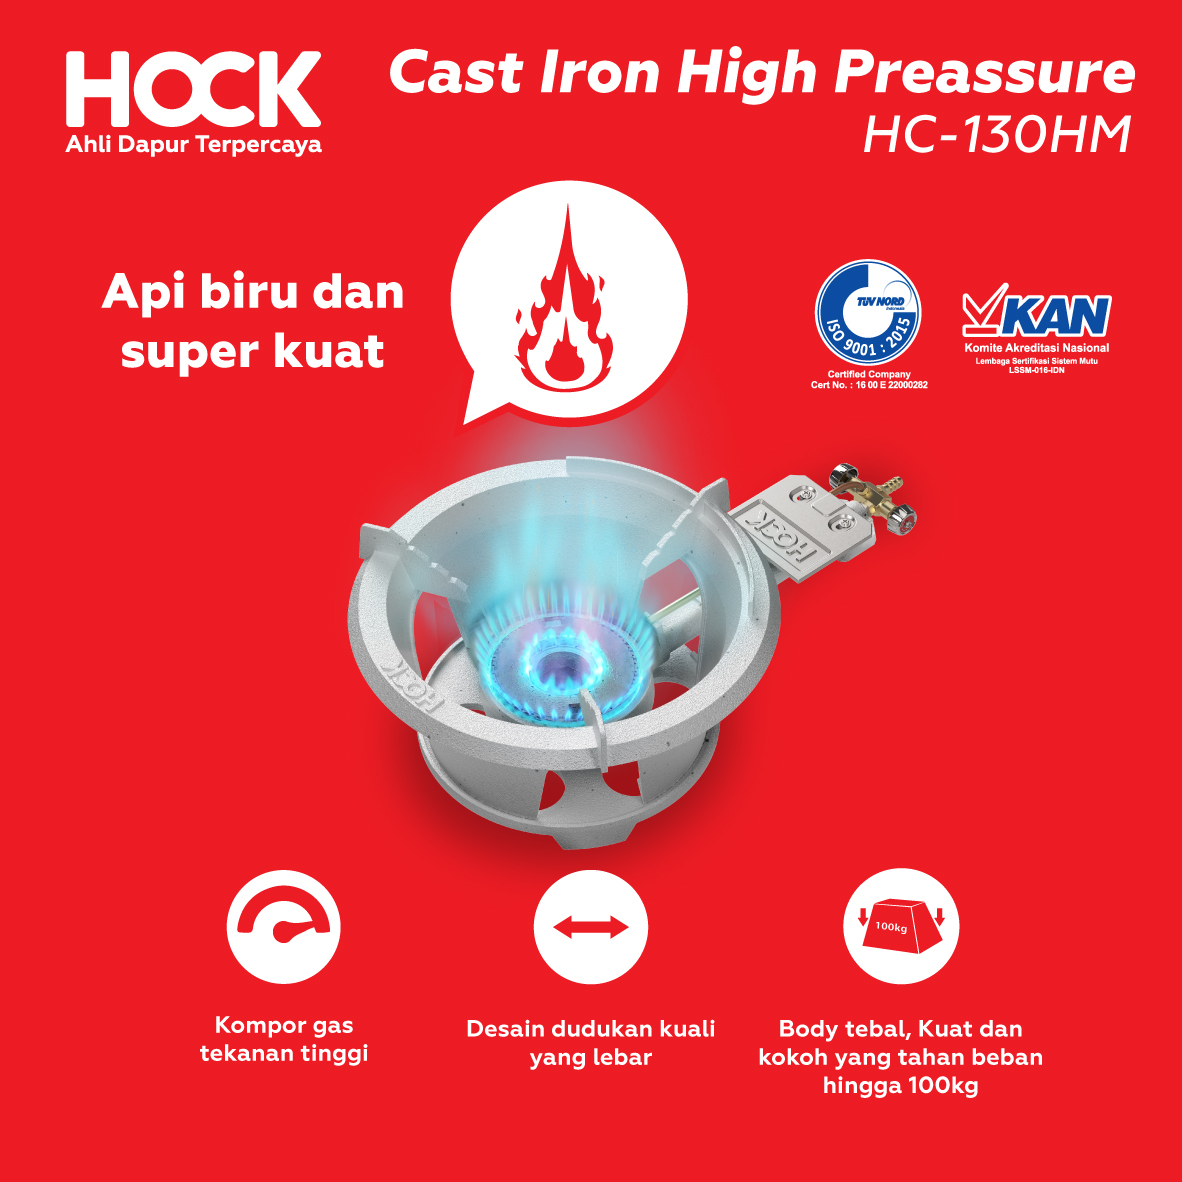 HOCK
Ahli Dapur Terpercaya
Cast Iron High Preassure
HC-130HM
Api biru dan
super kuat
TUV NORD
Indonesia
ISO 9001 : 2015
Certified Company
Cert No. : 16 00 E 22000282
KAN
Komite Akreditasi Nasional
Lembaga Sertifikasi Sistem Mutu
LSSM-016-IDN
HOCK
HOCK
100kg
Kompor gas
tekanan tinggi
Desain dudukan kuali
yang lebar
Body tebal, Kuat dan
kokoh yang tahan beban
hingga 100kg